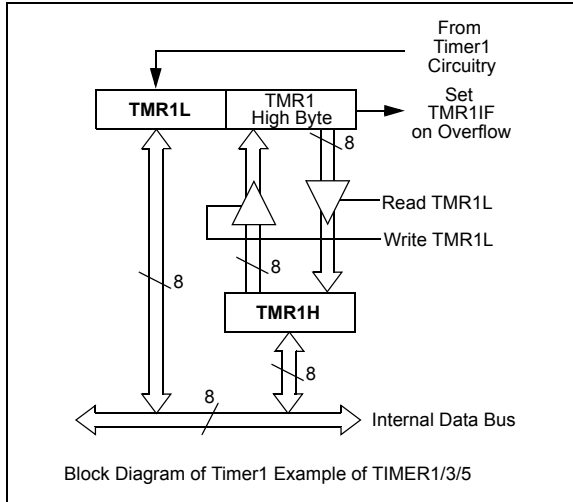 From
Timer1
Circuitry
TMR1L
TMR1
High Byte
Set
TMR1IF
on Overflow
8
Read TMR1L
Write TMR1L
8
8
TMR1H
8
8
Internal Data Bus
Block Diagram of Timer1 Example of TIMER1/3/5